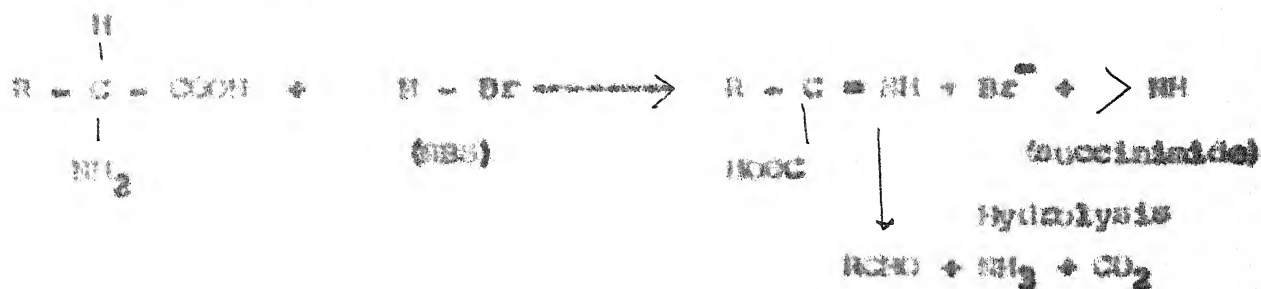 H
R - C - COOH + N - Br → R - C = NH + Br⁻ + > NH
NH₂ (NBS) HOOC (succinimide)
Hydrolysis
RCHO + NH₃ + CO₂